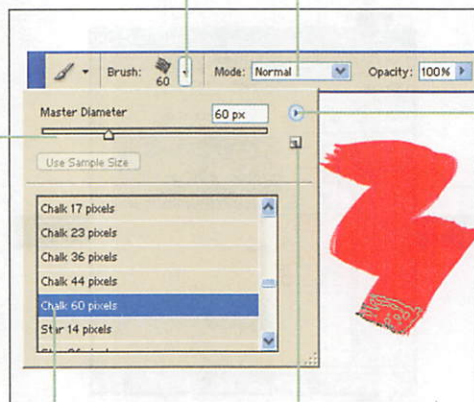 Brush: 60 Mode: Normal Opacity: 100%
Master Diameter 60 px
Use Sample Size
Chalk 17 pixels
Chalk 23 pixels
Chalk 36 pixels
Chalk 44 pixels
Chalk 60 pixels
Star 14 pixels